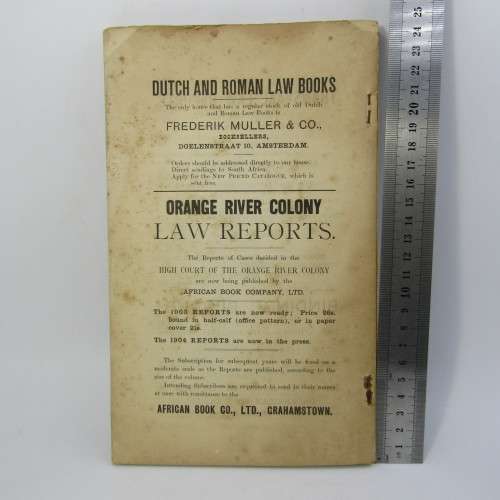 DUTCH AND ROMAN LAW BOOKS
The only house that has a regular stock of old Dutch
and Roman Law Books is
FREDERIK MULLER & CO.,
BOOKSELLERS,
DOELENSTRAAT 10, AMSTERDAM.
Orders should be addressed directly to our house.
Direct sendings to South Africa.
Apply for the NEW PRICED CATALOGUE, which is
sent free.
ORANGE RIVER COLONY
LAW REPORTS.
The Reports of Cases decided in the
HIGH COURT OF THE ORANGE RIVER COLONY
are now being published by the
AFRICAN BOOK COMPANY, LTD.
The 1903 REPORTS are now ready; Price 26s.
bound in half-calf (office pattern), or in paper
cover 21s.
The 1904 REPORTS are now in the press.
The Subscription for subsequent years will be fixed on a
moderate scale as the Reports are published, according to the
size of the volume.
Intending Subscribers are requested to send in their names
at once with remittance to the
AFRICAN BOOK CO., LTD., GRAHAMSTOWN.
25
24
23
22
21
20
19
18
17
16
15
14
13
12
11
10
9
8
7
6
5
4
3
2
1